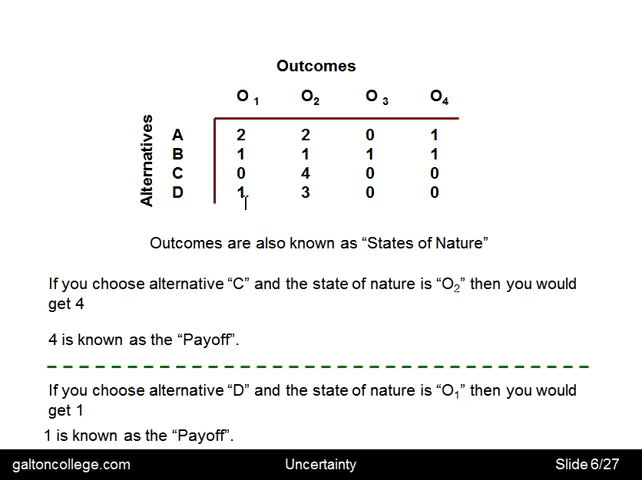 Outcomes
O1 O2 O3 O4
Alternatives
A 2 2 0 1
B 1 1 1 1
C 0 4 0 0
D 1 3 0 0
Outcomes are also known as “States of Nature”
If you choose alternative “C” and the state of nature is “O2” then you would
get 4
4 is known as the “Payoff”.
If you choose alternative “D” and the state of nature is “O1” then you would
get 1
1 is known as the “Payoff”.
galtoncollege.com Uncertainty Slide 6/27